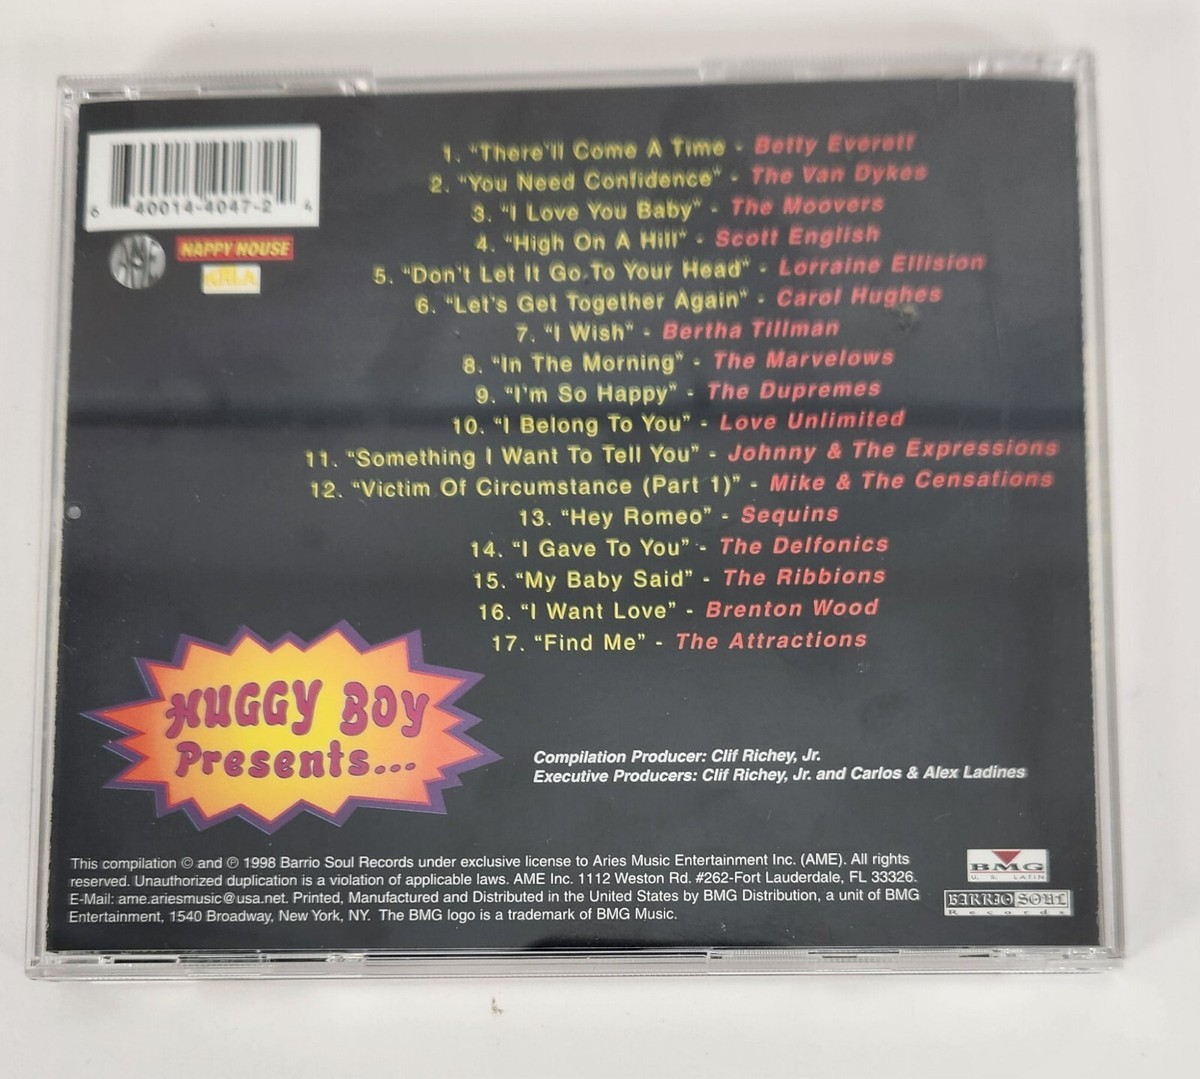 6 40014-4047-2 4
AME
NAPPY HOUSE
KRLA
1. "There'll Come A Time - Betty Everett
2. "You Need Confidence" - The Van Dykes
3. "I Love You Baby" - The Moovers
4. "High On A Hill" - Scott English
5. "Don't Let It Go To Your Head" - Lorraine Ellision
6. "Let's Get Together Again" - Carol Hughes
7. "I Wish" - Bertha Tillman
8. "In The Morning" - The Marvelows
9. "I'm So Happy" - The Dupremes
10. "I Belong To You" - Love Unlimited
11. "Something I Want To Tell You" - Johnny & The Expressions
12. "Victim Of Circumstance (Part 1)" - Mike & The Censations
13. "Hey Romeo" - Sequins
14. "I Gave To You" - The Delfonics
15. "My Baby Said" - The Ribbions
16. "I Want Love" - Brenton Wood
17. "Find Me" - The Attractions
HUGGY BOY
Presents...
Compilation Producer: Clif Richey, Jr.
Executive Producers: Clif Richey, Jr. and Carlos & Alex Ladines
This compilation © and ℗ 1998 Barrio Soul Records under exclusive license to Aries Music Entertainment Inc. (AME). All rights
reserved. Unauthorized duplication is a violation of applicable laws. AME Inc. 1112 Weston Rd. #262-Fort Lauderdale, FL 33326.
E-Mail: ame.ariesmusic@usa.net. Printed, Manufactured and Distributed in the United States by BMG Distribution, a unit of BMG
Entertainment, 1540 Broadway, New York, NY. The BMG logo is a trademark of BMG Music.
BMG
U.S. LATIN
BARRIO SOUL
Records